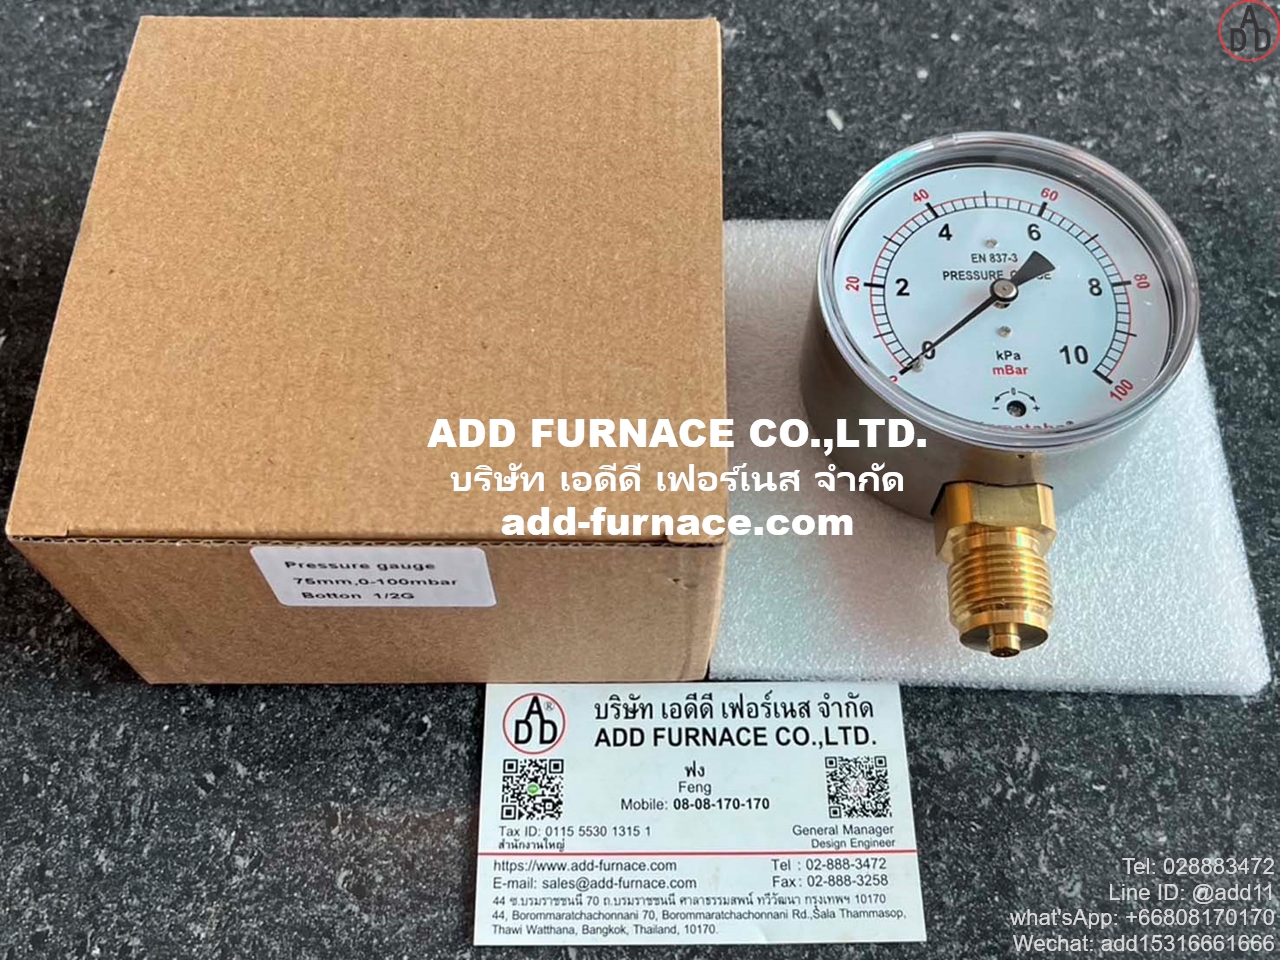 ADD
40
60
4
6
EN 837-3
PRESSURE
20
2
8
80
0
kPa
10
mBar
100
0
- +
ADD FURNACE CO.,LTD.
บริษัท เอดีดี เฟอร์เนส จำกัด
add-furnace.com
Pressure gauge
75mm,0-100mbar
Botton 1/2G
ADD®
บริษัท เอดีดี เฟอร์เนส จำกัด
ADD FURNACE CO.,LTD.
ฟง
Feng
Mobile: 08-08-170-170
Tax ID: 0115 5530 1315 1
สำนักงานใหญ่
General Manager
Design Engineer
https://www.add-furnace.com
Tel : 02-888-3472
E-mail: sales@add-furnace.com
Fax: 02-888-3258
44 ซ.บรมราชชนนี 70 ถ.บรมราชชนนี ศาลาธรรมสพน์ ทวีวัฒนา กรุงเทพฯ 10170
44, Borommaratchachonnani 70, Borommaratchachonnani Rd.,Sala Thammasop,
Thawi Watthana, Bangkok, Thailand, 10170.
Tel: 028883472
Line ID: @add11
what'sApp: +66808170170
Wechat: add15316661666